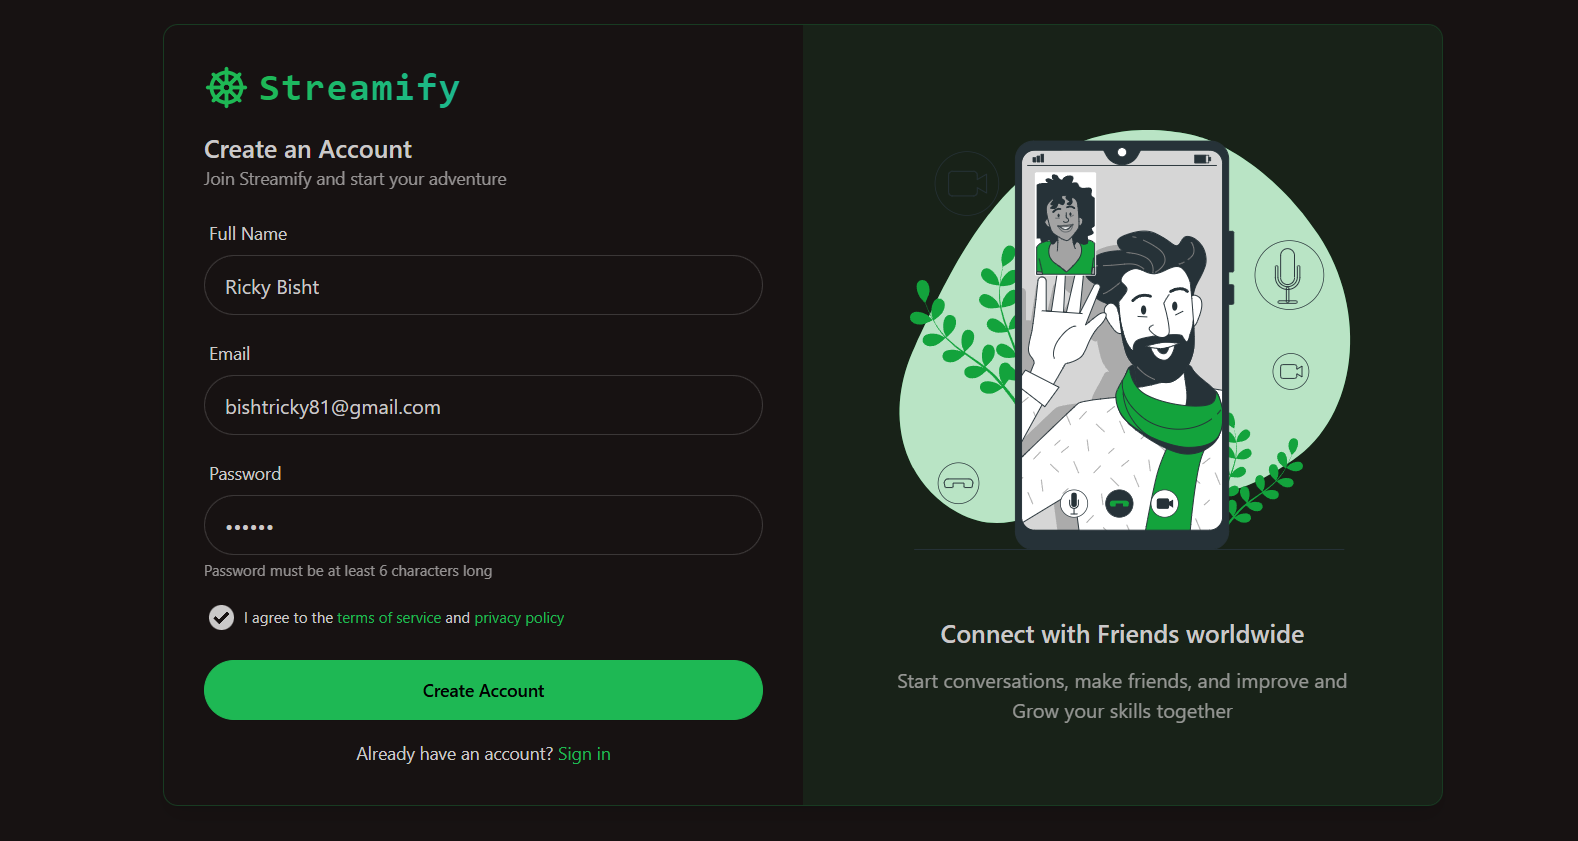 Streamify
Create an Account
Join Streamify and start your adventure
Full Name
Ricky Bisht
Email
bishtricky81@gmail.com
Password
••••••
Password must be at least 6 characters long
I agree to the terms of service and privacy policy
Create Account
Already have an account? Sign in
Connect with Friends worldwide
Start conversations, make friends, and improve and
Grow your skills together